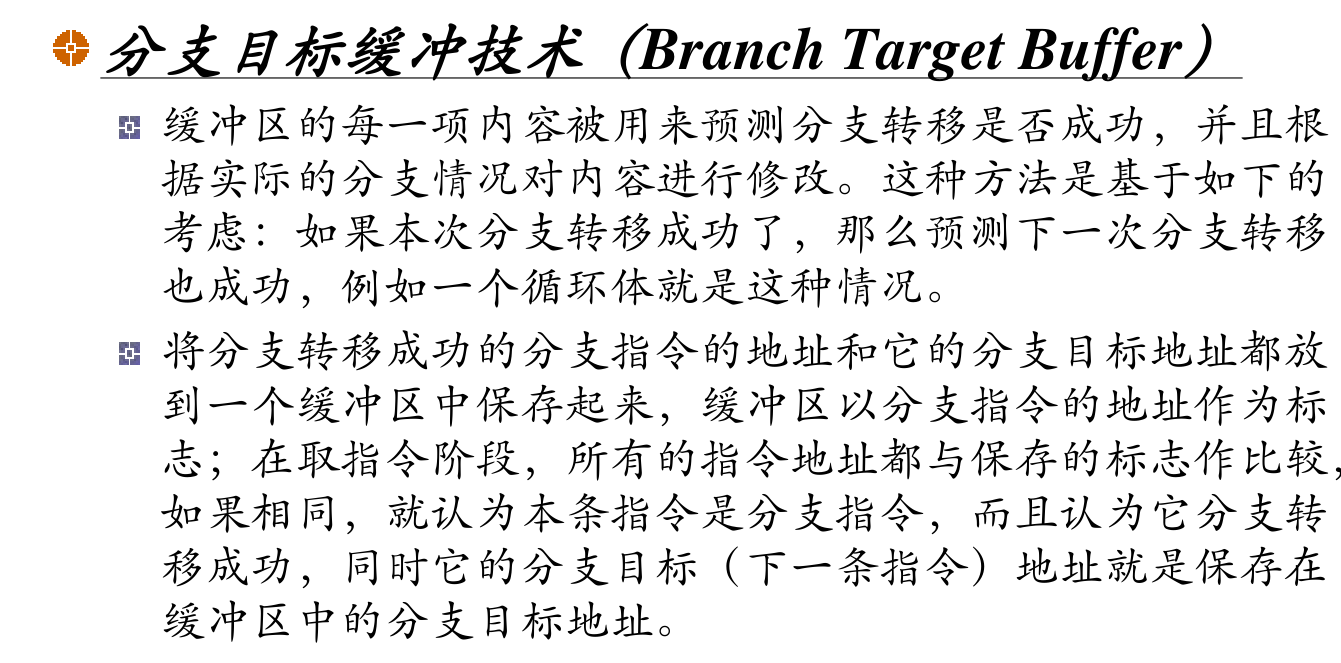 分支目标缓冲技术（Branch Target Buffer）
缓冲区的每一项内容被用来预测分支转移是否成功，并且根
据实际的分支情况对内容进行修改。这种方法是基于如下的
考虑：如果本次分支转移成功了，那么预测下一次分支转移
也成功，例如一个循环体就是这种情况。
将分支转移成功的分支指令的地址和它的分支目标地址都放
到一个缓冲区中保存起来，缓冲区以分支指令的地址作为标
志；在取指令阶段，所有的指令地址都与保存的标志作比较，
如果相同，就认为本条指令是分支指令，而且认为它分支转
移成功，同时它的分支目标（下一条指令）地址就是保存在
缓冲区中的分支目标地址。